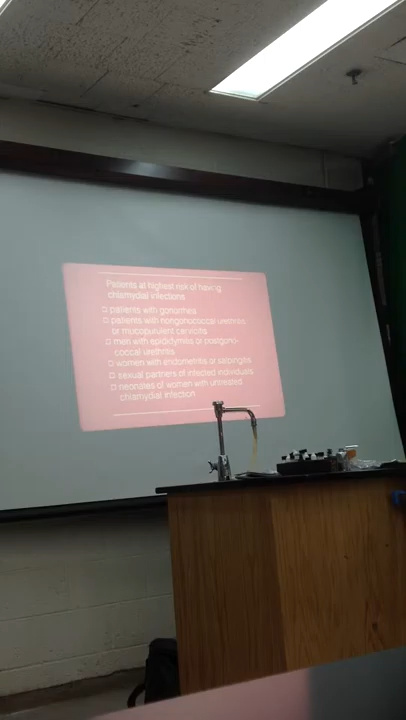 Patients at highest risk of having
chlamydial infections
□ patients with gonorrhea
□ patients with nongonococcal urethritis
or mucopurulent cervicitis
□ men with epididymitis or postgono-
coccal urethritis
□ women with endometritis or salpingitis
□ sexual partners of infected individuals
□ neonates of women with untreated
chlamydial infection